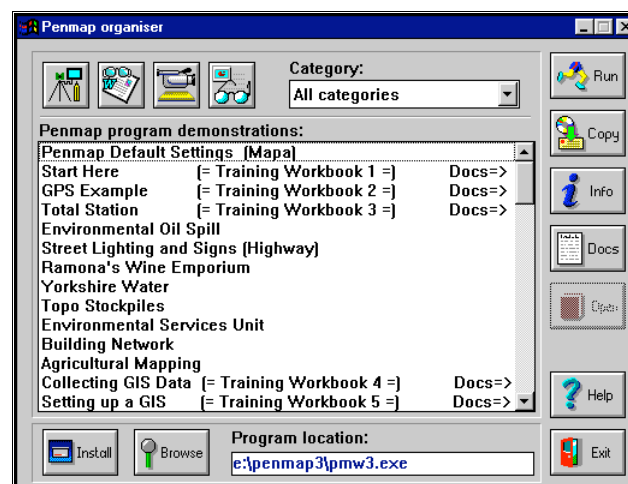 Penmap organiser
Category:
All categories
Penmap program demonstrations:
Penmap Default Settings (Mapa)
Start Here (= Training Workbook 1 =) Docs=>
GPS Example (= Training Workbook 2 =) Docs=>
Total Station (= Training Workbook 3 =) Docs=>
Environmental Oil Spill
Street Lighting and Signs (Highway)
Ramona's Wine Emporium
Yorkshire Water
Topo Stockpiles
Environmental Services Unit
Building Network
Agricultural Mapping
Collecting GIS Data (= Training Workbook 4 =) Docs=>
Setting up a GIS (= Training Workbook 5 =) Docs=>
Install
Browse
Program location:
e:\penmap3\pmw3.exe
Run
Copy
Info
Docs
Open
Help
Exit